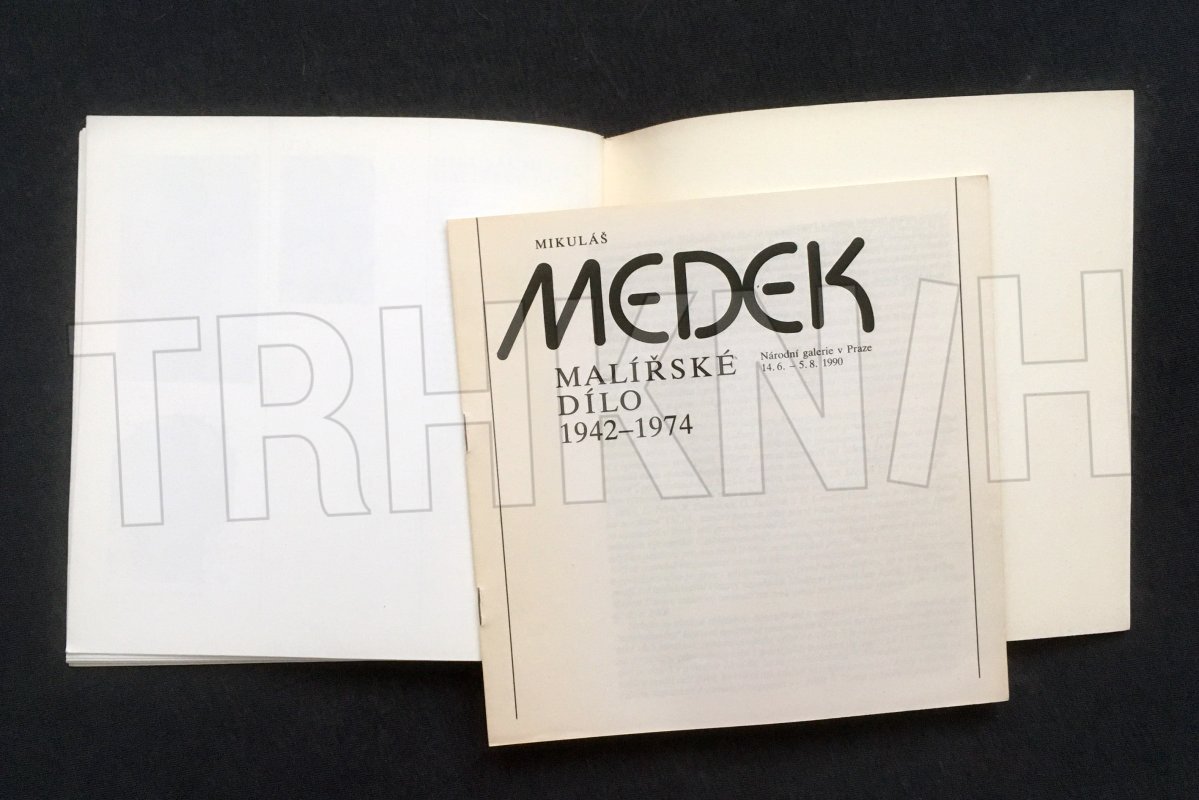 MIKULÁŠ
MEDEK
MALÍŘSKÉ
DÍLO
1942–1974
Národní galerie v Praze
14. 6. – 5. 8. 1990
TRHKNIH